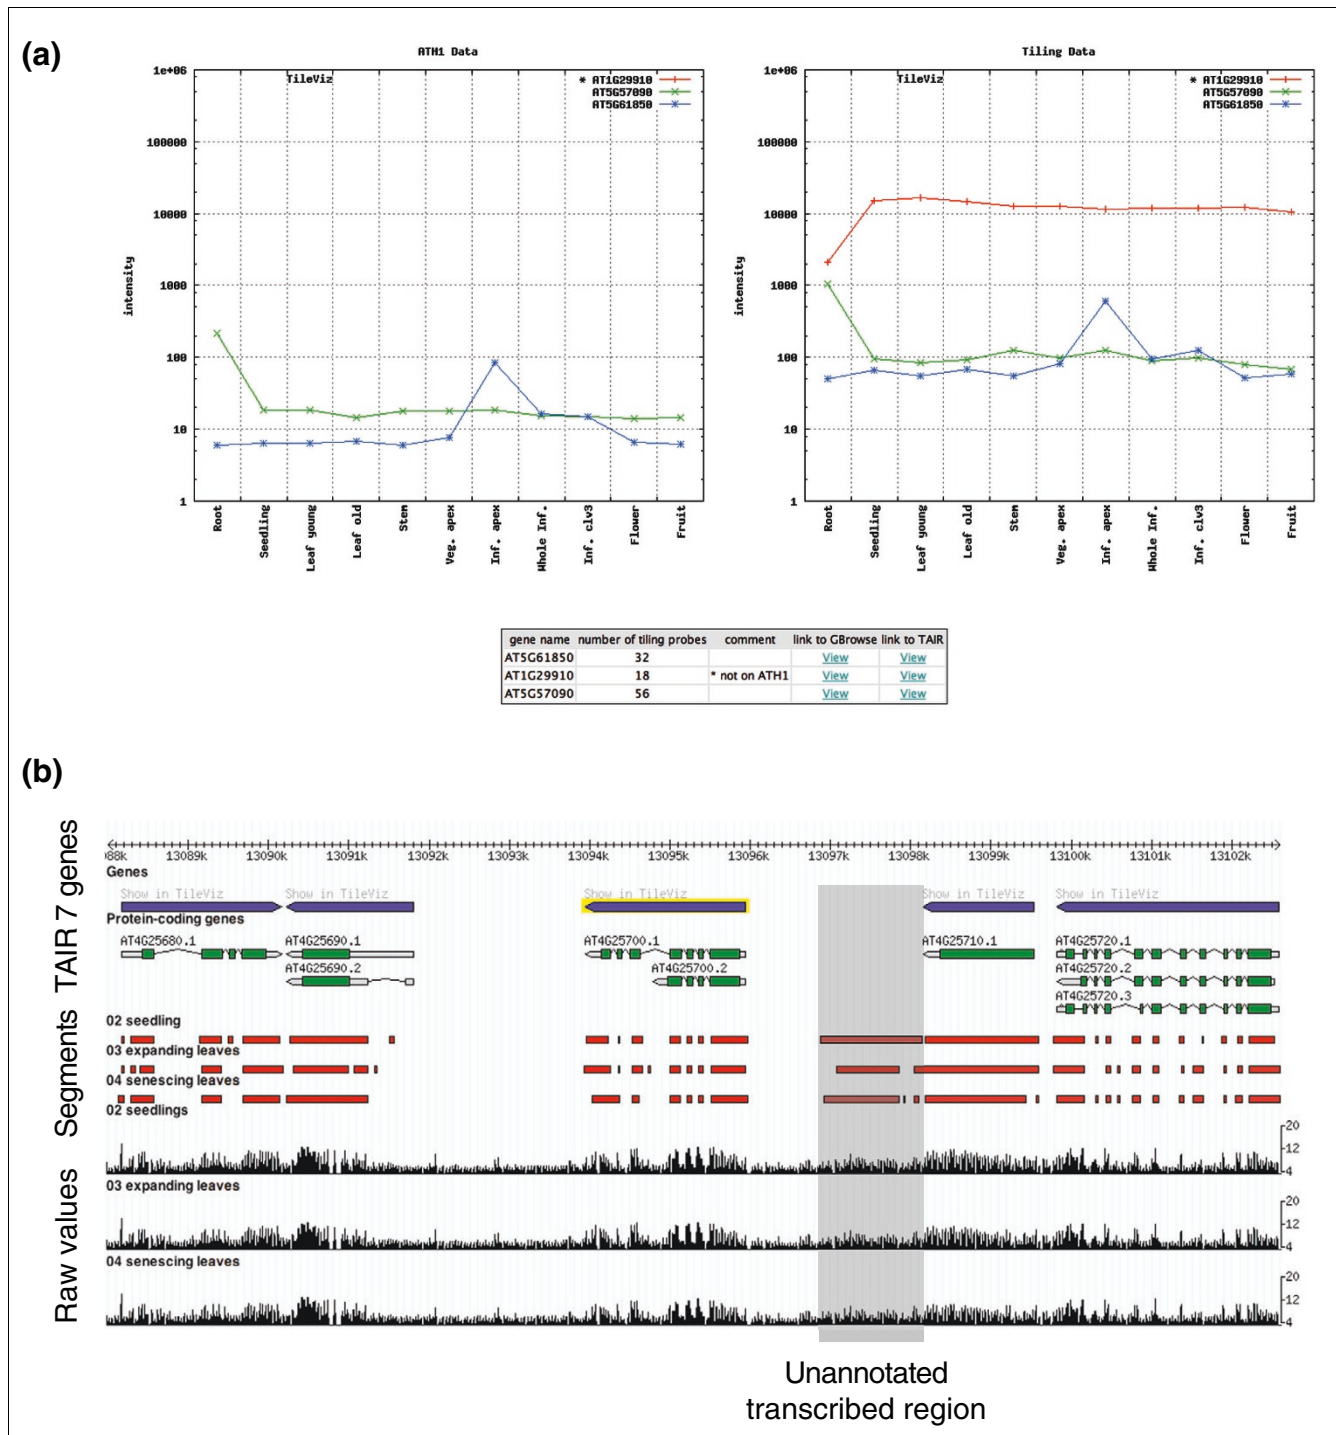 (a)
ATH1 Data
1e+06
100000
10000
1000
100
10
1
intensity
TileViz
* AT1G29910
AT5G57090
AT5G61850
Root
Seedling
Leaf young
Leaf old
Stem
Veg. apex
Inf. apex
Whole Inf.
Inf. clv3
Flower
Fruit
Tiling Data
1e+06
100000
10000
1000
100
10
1
intensity
TileViz
* AT1G29910
AT5G57090
AT5G61850
Root
Seedling
Leaf young
Leaf old
Stem
Veg. apex
Inf. apex
Whole Inf.
Inf. clv3
Flower
Fruit
gene name number of tiling probes comment link to GBrowse link to TAIR
AT5G61850 32 View View
AT1G29910 18 * not on ATH1 View View
AT5G57090 56 View View
(b)
TAIR 7 genes
Segments
Raw values
088k 13089k 13090k 13091k 13092k 13093k 13094k 13095k 13096k 13097k 13098k 13099k 13100k 13101k 13102k
Genes
Show in TileViz Show in TileViz Show in TileViz Show in TileViz Show in TileViz
Protein-coding genes
AT4G25680.1 AT4G25690.1 AT4G25700.1 AT4G25710.1 AT4G25720.1
AT4G25690.2 AT4G25700.2 AT4G25720.2
AT4G25720.3
02 seedling
03 expanding leaves
04 senescing leaves
02 seedlings
20
12
4
03 expanding leaves
20
12
4
04 senescing leaves
20
12
4
Unannotated
transcribed region